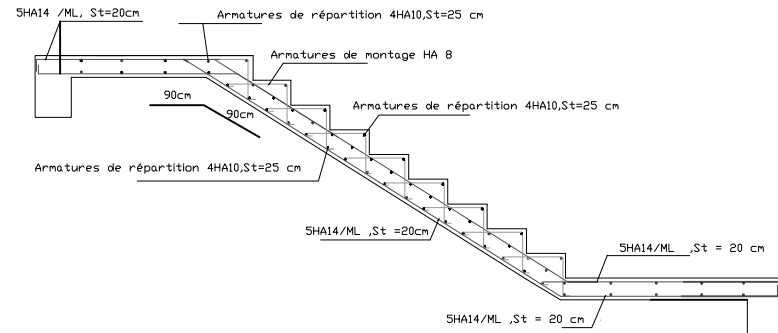 5HA14 /ML, St=20cm
Armatures de répartition 4HA10,St=25 cm
Armatures de montage HA 8
90cm
90cm
Armatures de répartition 4HA10,St=25 cm
Armatures de répartition 4HA10,St=25 cm
5HA14/ML ,St =20cm
5HA14/ML ,St = 20 cm
5HA14/ML ,St = 20 cm